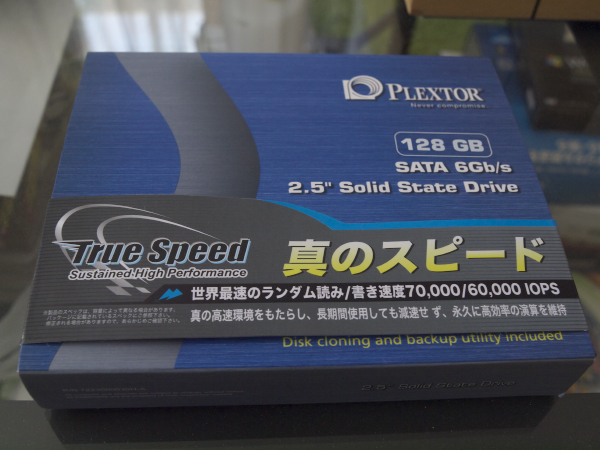 PLEXTOR
Never compromise
128 GB
SATA 6Gb/s
2.5" Solid State Drive
True Speed
Sustained-High Performance
真のスピード
世界最速のランダム読み/書き速度70,000/60,000 IOPS
真の高速環境をもたらし、長期間使用しても減速せ ず、永久に高効率の演算を維持
Disk cloning and backup utility included
2.5" Solid State Drive